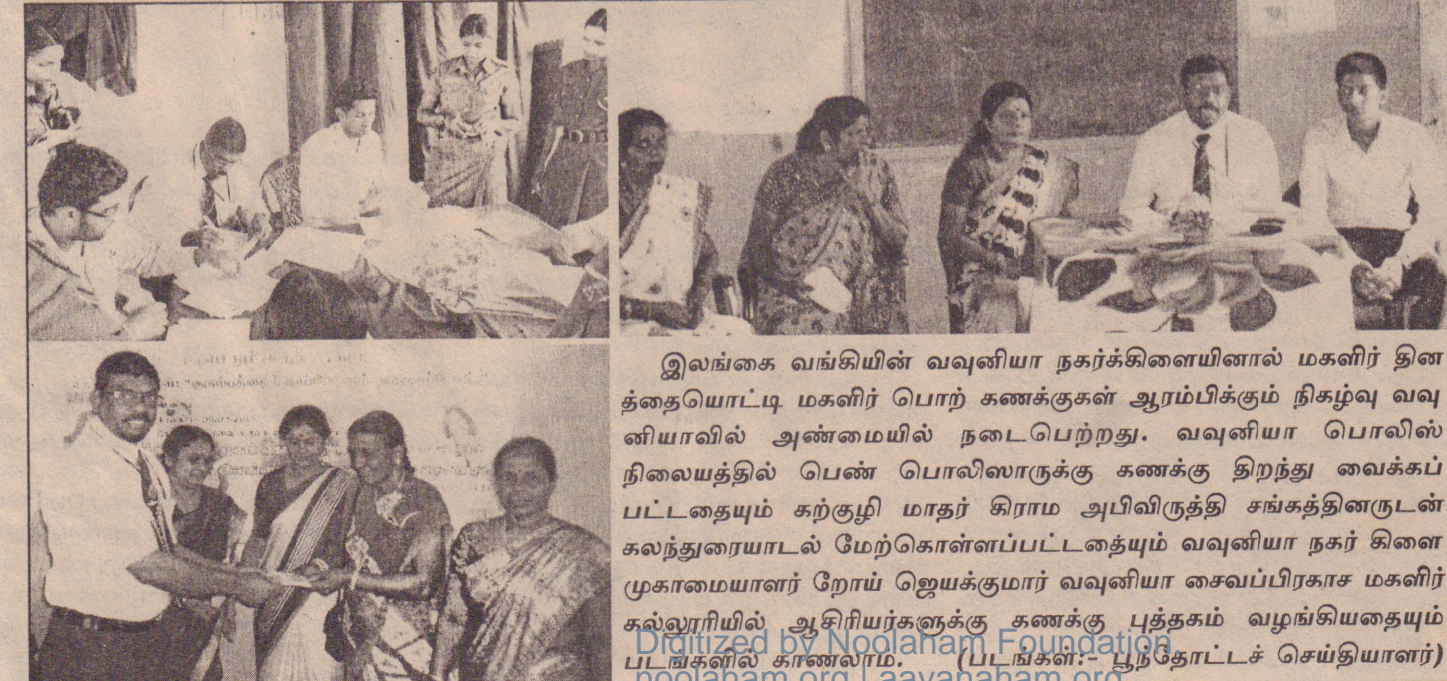 இலங்கை வங்கியின் வவுனியா நகர்க்கிளையினால் மகளிர் தின
த்தையொட்டி மகளிர் பொற் கணக்குகள் ஆரம்பிக்கும் நிகழ்வு வவு
னியாவில் அண்மையில் நடைபெற்றது. வவுனியா பொலிஸ்
நிலையத்தில் பெண் பொலிஸாருக்கு கணக்கு திறந்து வைக்கப்
பட்டதையும் கற்குழி மாதர் கிராம அபிவிருத்தி சங்கத்தினருடன்
கலந்துரையாடல் மேற்கொள்ளப்பட்டதையும் வவுனியா நகர் கிளை
முகாமையாளர் றோய் ஜெயக்குமார் வவுனியா சைவப்பிரகாச மகளிர்
கல்லூரியில் ஆசிரியர்களுக்கு கணக்கு புத்தகம் வழங்கியதையும்
படங்களில் காணலாம். (படங்கள்:- பூந்தோட்டச் செய்தியாளர்)
Digitized by Noolaham Foundation
noolaham.org | aavanaham.org